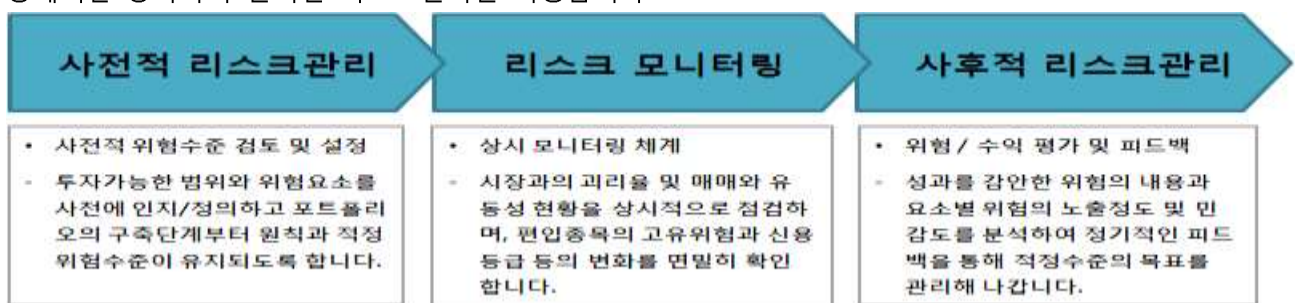 사전적 리스크관리
리스크 모니터링
사후적 리스크관리
• 사전적 위험수준 검토 및 설정
- 투자가능한 범위와 위험요소를
사전에 인지/정의하고 포트폴리
오의 구축단계부터 원칙과 적정
위험수준이 유지되도록 합니다.
• 상시 모니터링 체계
- 시장과의 괴리율 및 매매와 유
동성 현황을 상시적으로 점검하
며, 편입종목의 고유위험과 신용
등급 등의 변화를 면밀히 확인
합니다.
• 위험 / 수익 평가 및 피드백
- 성과를 감안한 위험의 내용과
요소별 위험의 노출정도 및 민
감도를 분석하여 정기적인 피드
백을 통해 적정수준의 목표를
관리해 나갑니다.